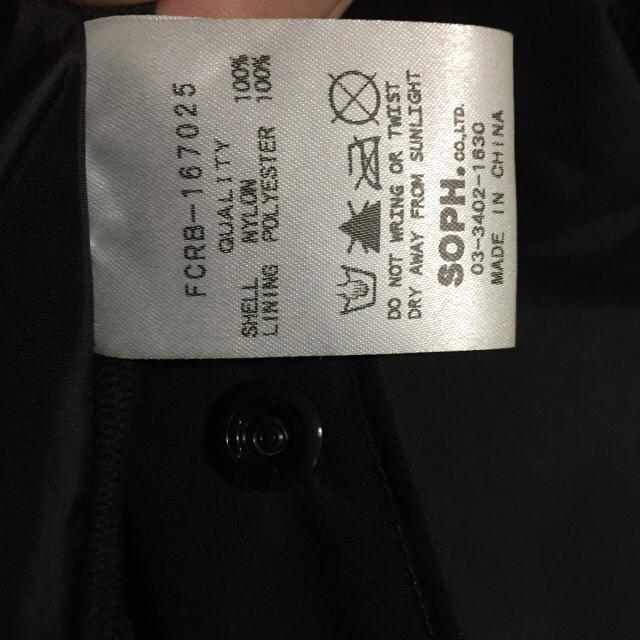 FCRB-167025
QUALITY
SHELL NYLON 100%
LINING POLYESTER 100%
DO NOT WRING OR TWIST
DRY AWAY FROM SUNLIGHT
SOPH.CO.,LTD.
03-3402-1630
MADE IN CHINA